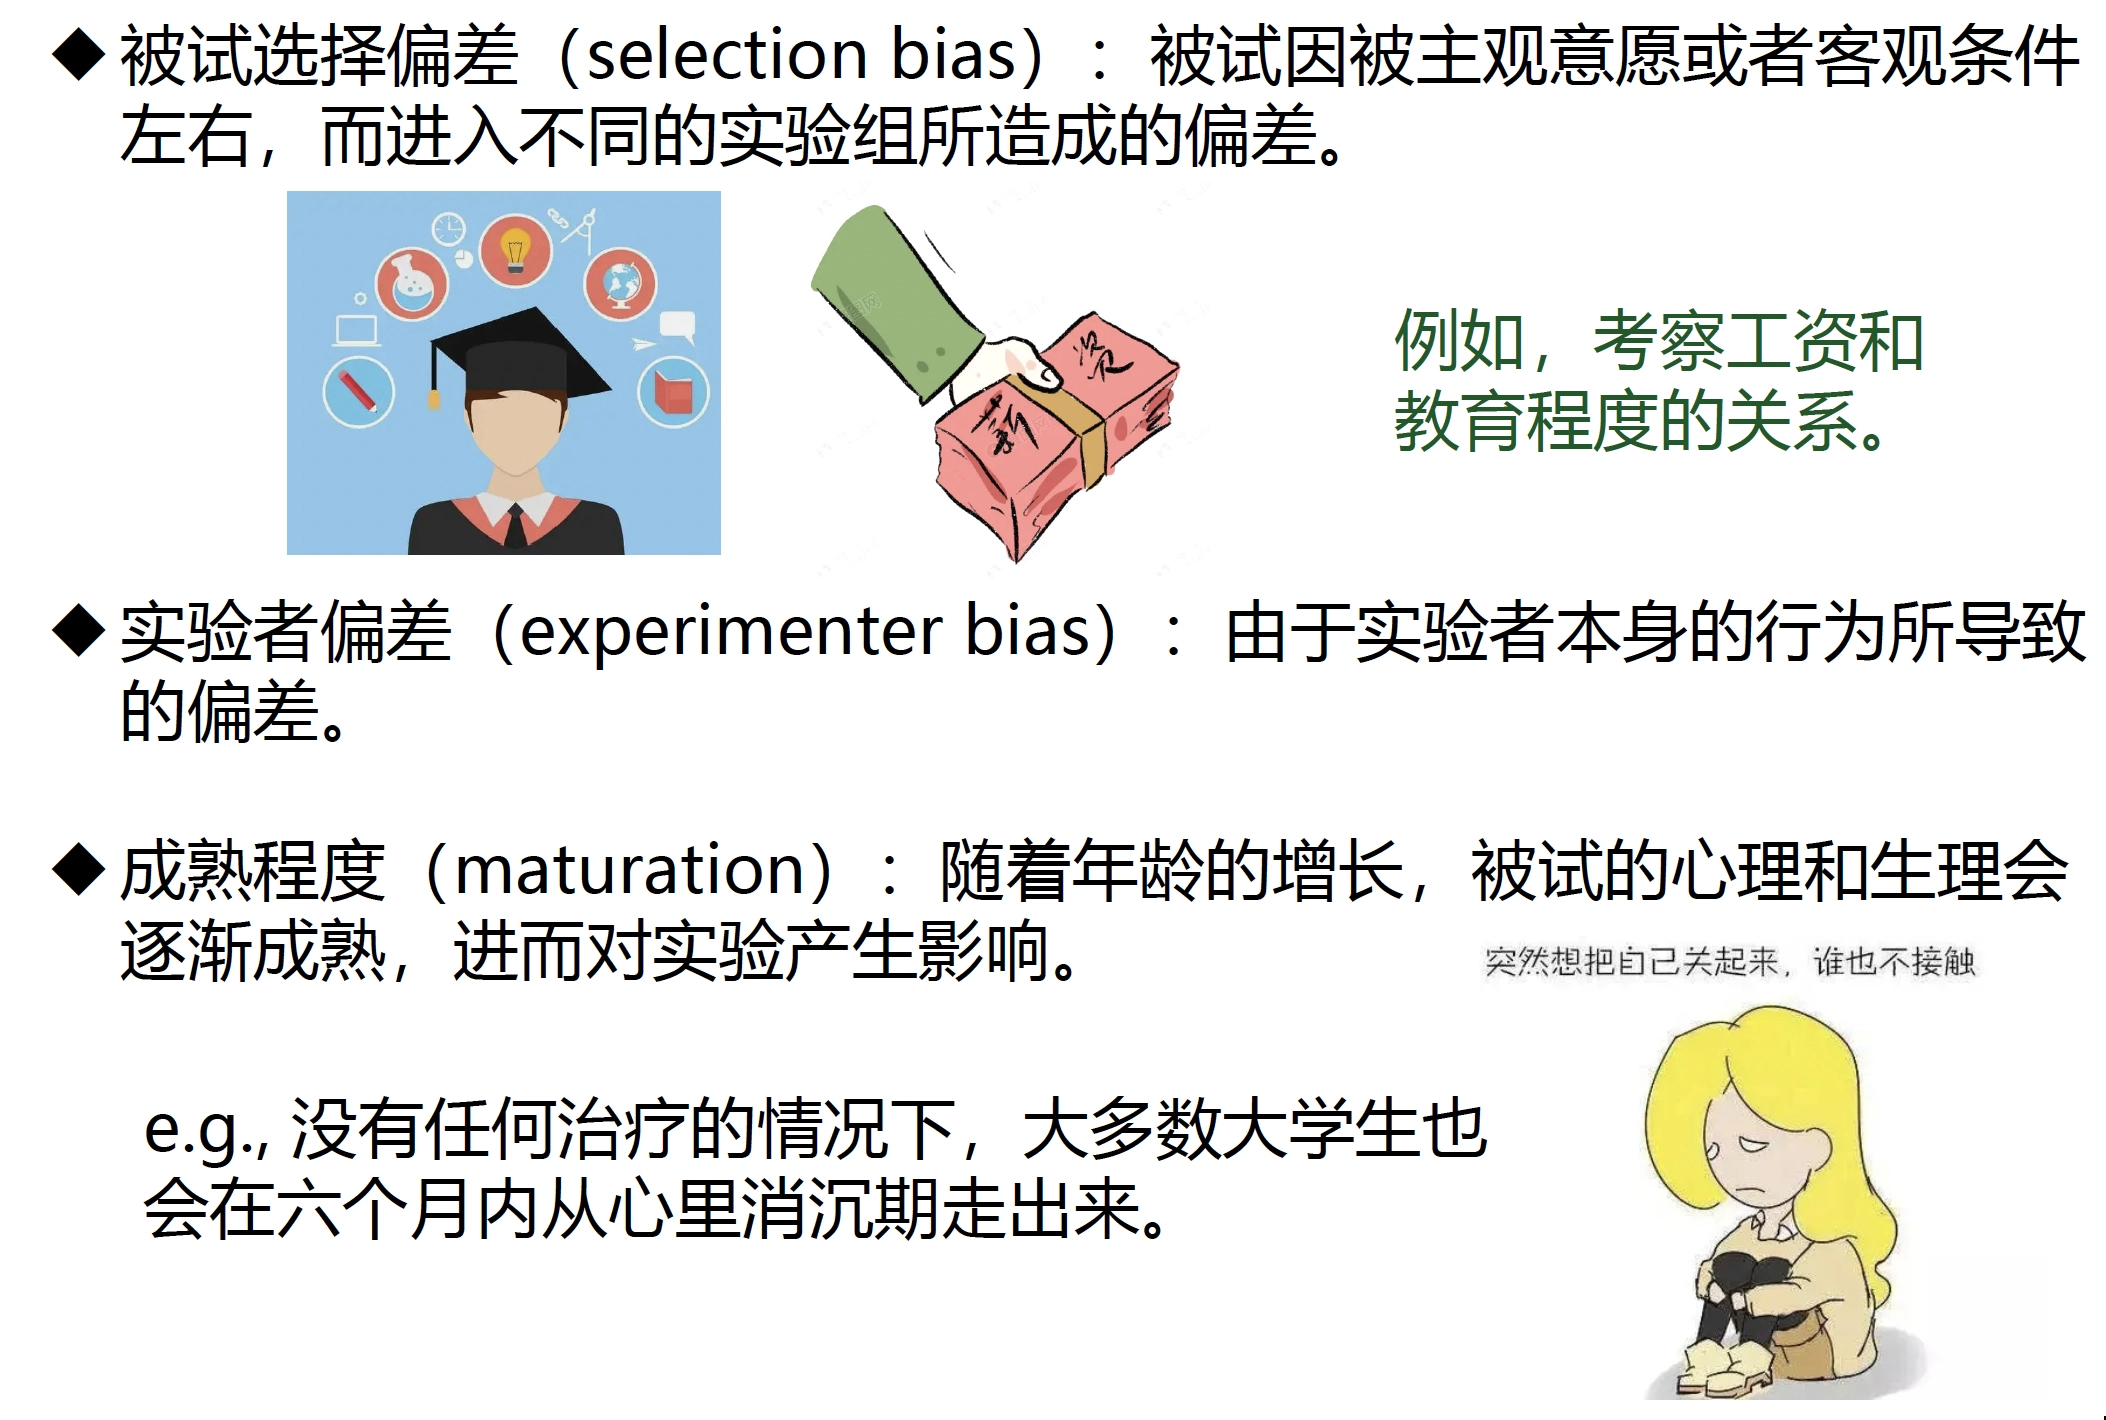 ◆ 被试选择偏差（selection bias）：被试因被主观意愿或者客观条件
左右，而进入不同的实验组所造成的偏差。
薪
资
例如，考察工资和
教育程度的关系。
◆ 实验者偏差（experimenter bias）：由于实验者本身的行为所导致
的偏差。
◆ 成熟程度（maturation）：随着年龄的增长，被试的心理和生理会
逐渐成熟，进而对实验产生影响。
突然想把自己关起来，谁也不接触
e.g., 没有任何治疗的情况下，大多数大学生也
会在六个月内从心里消沉期走出来。